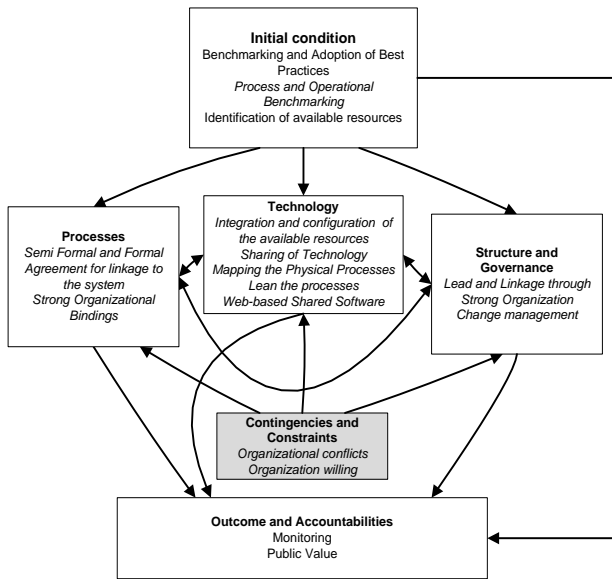 Initial condition
Benchmarking and Adoption of Best
Practices
Process and Operational
Benchmarking
Identification of available resources
Processes
Semi Formal and Formal
Agreement for linkage to
the system
Strong Organizational
Bindings
Technology
Integration and configuration of
the available resources
Sharing of Technology
Mapping the Physical Processes
Lean the processes
Web-based Shared Software
Structure and
Governance
Lead and Linkage through
Strong Organization
Change management
Contingencies and
Constraints
Organizational conflicts
Organization willing
Outcome and Accountabilities
Monitoring
Public Value